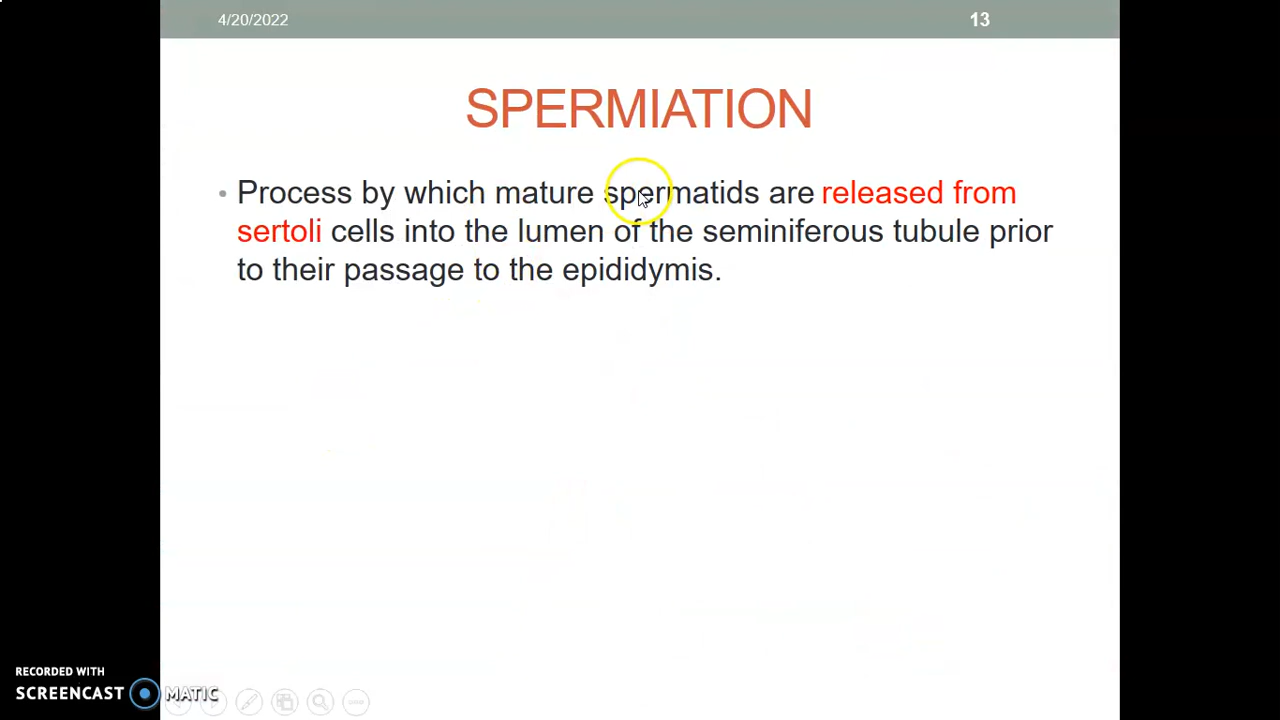 4/20/2022
13
SPERMIATION
• Process by which mature spermatids are released from
sertoli cells into the lumen of the seminiferous tubule prior
to their passage to the epididymis.
RECORDED WITH
SCREENCAST MATIC